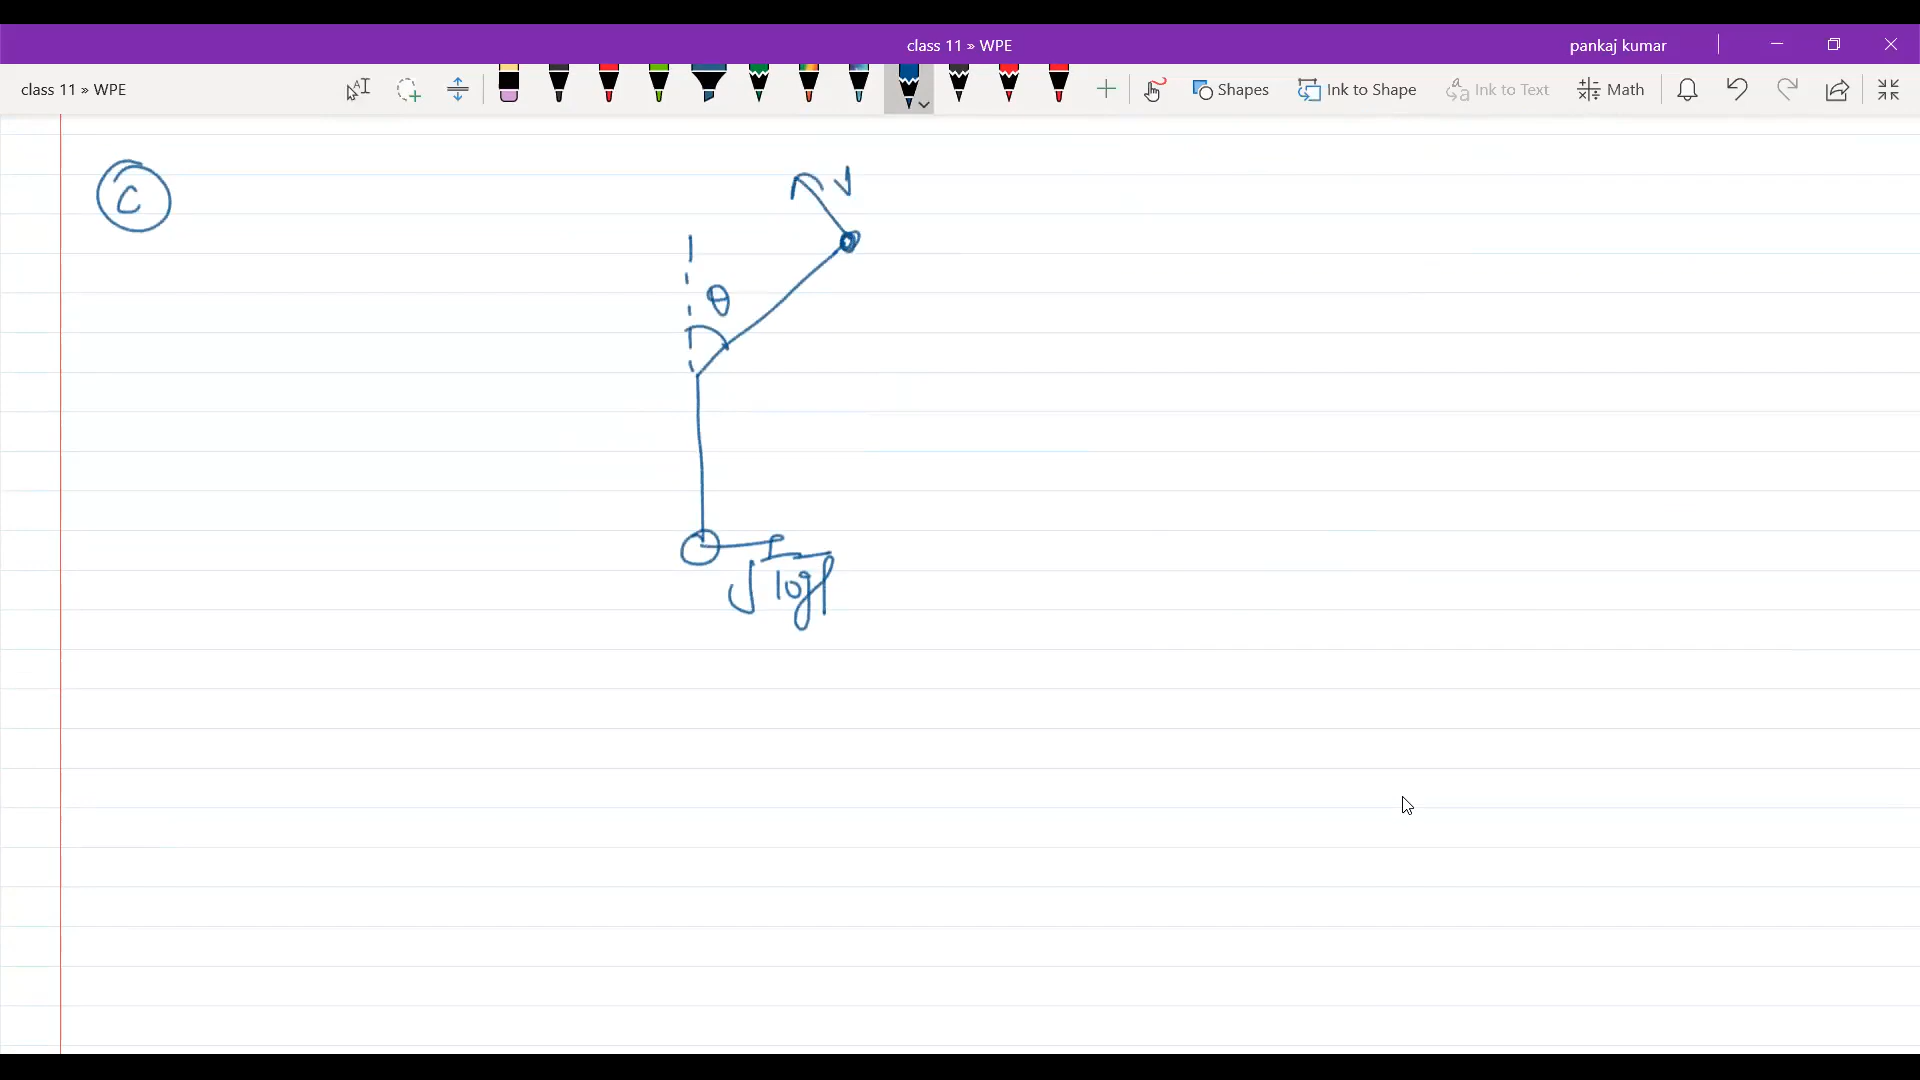 class 11 » WPE
pankaj kumar
class 11 » WPE
Shapes
Ink to Shape
Ink to Text
Math
C
V
θ
√10gl